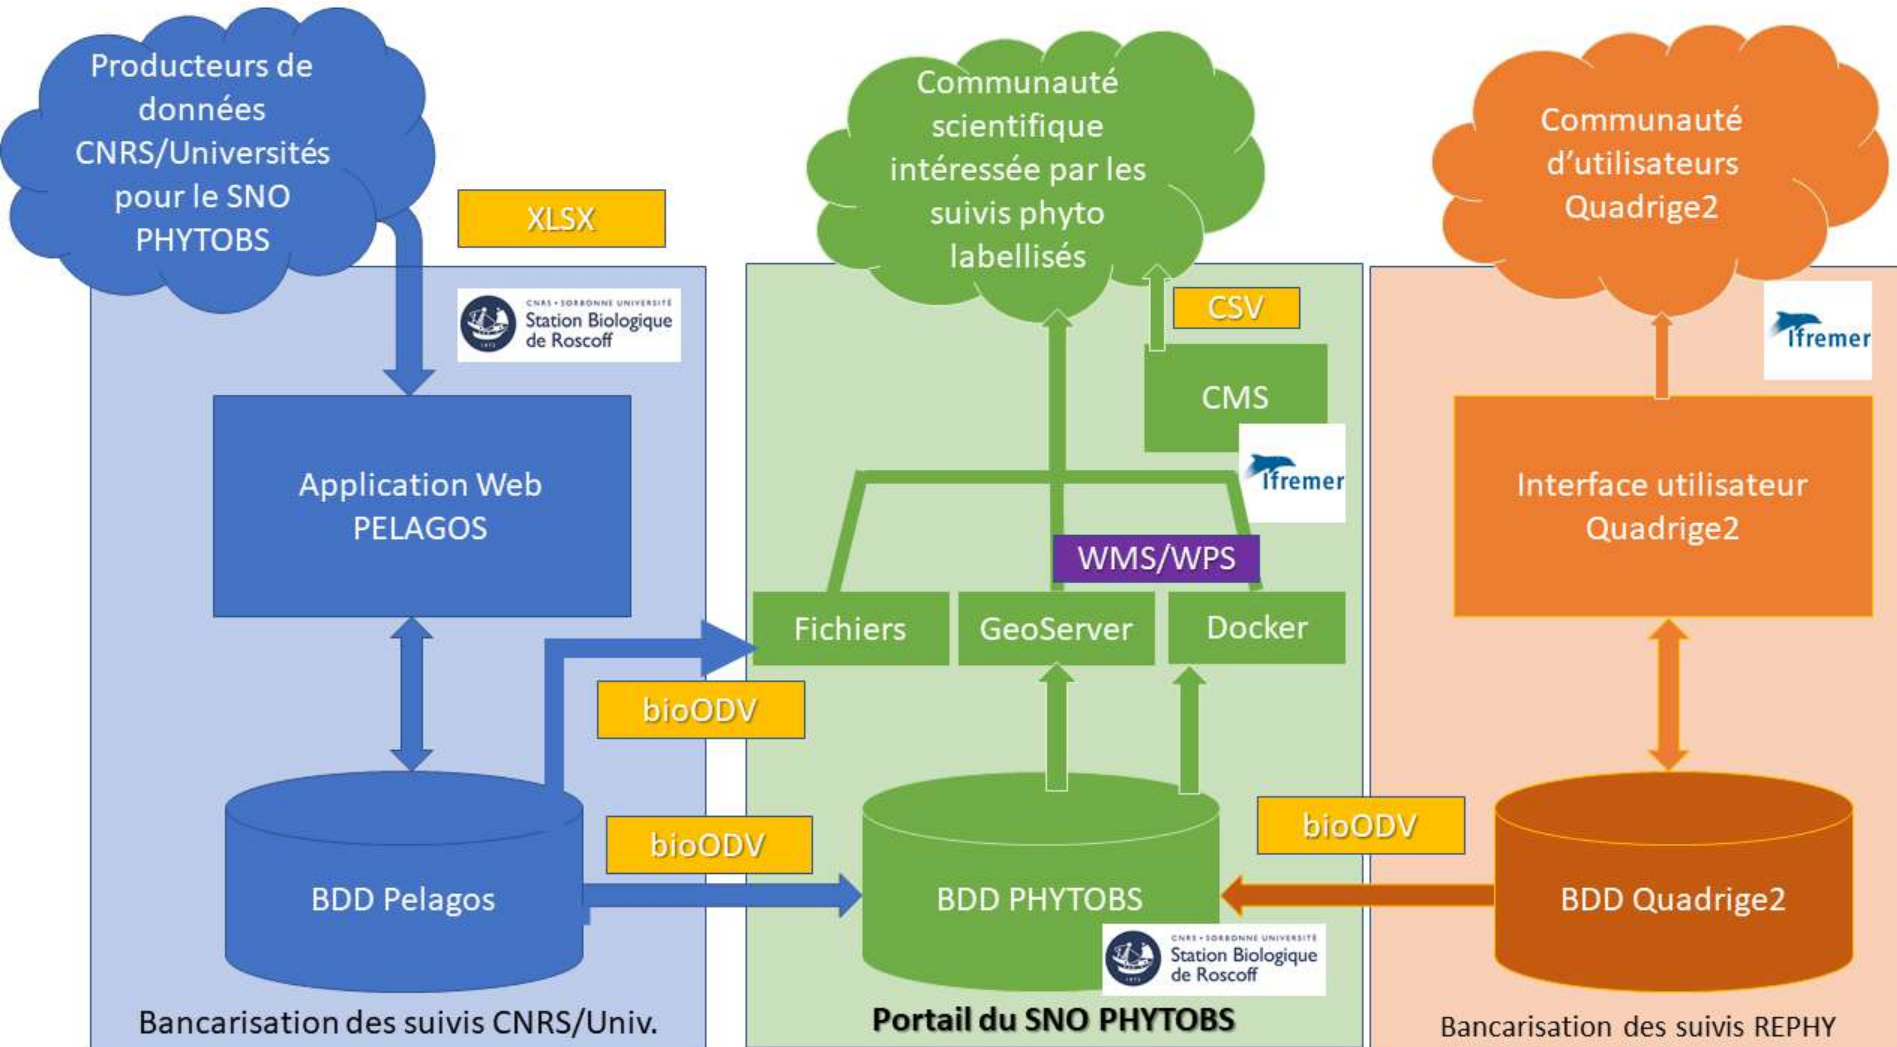 Producteurs de
données
CNRS/Universités
pour le SNO
PHYTOBS
XLSX
CNRS • SORBONNE UNIVERSITÉ
Station Biologique
de Roscoff
Application Web
PELAGOS
bioODV
bioODV
BDD Pelagos
Bancarisation des suivis CNRS/Univ.
Communauté
scientifique
intéressée par les
suivis phyto
labellisés
CSV
CMS
Ifremer
WMS/WPS
Fichiers
GeoServer
Docker
BDD PHYTOBS
CNRS • SORBONNE UNIVERSITÉ
Station Biologique
de Roscoff
Portail du SNO PHYTOBS
Communauté
d’utilisateurs
Quadrige2
Ifremer
Interface utilisateur
Quadrige2
bioODV
BDD Quadrige2
Bancarisation des suivis REPHY